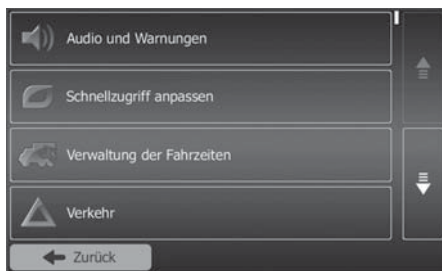 Audio und Warnungen
Schnellzugriff anpassen
Verwaltung der Fahrzeiten
Verkehr
Zurück